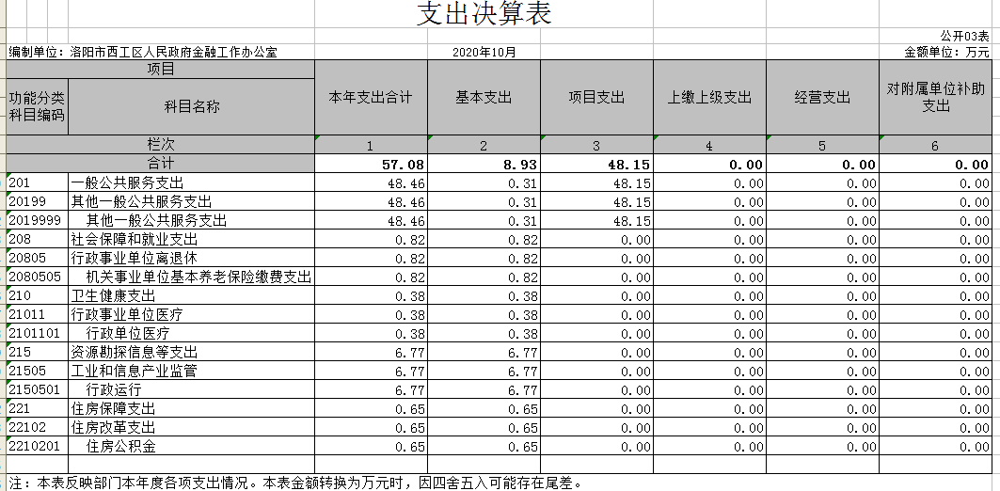 支出决算表
公开03表
编制单位：洛阳市西工区人民政府金融工作办公室 2020年10月 金额单位：万元
项目 本年支出合计 基本支出 项目支出 上缴上级支出 经营支出 对附属单位补助支出
功能分类科目编码 科目名称
栏次 1 2 3 4 5 6
合计 57.08 8.93 48.15 0.00 0.00 0.00
201 一般公共服务支出 48.46 0.31 48.15 0.00 0.00 0.00
20199 其他一般公共服务支出 48.46 0.31 48.15 0.00 0.00 0.00
2019999 其他一般公共服务支出 48.46 0.31 48.15 0.00 0.00 0.00
208 社会保障和就业支出 0.82 0.82 0.00 0.00 0.00 0.00
20805 行政事业单位离退休 0.82 0.82 0.00 0.00 0.00 0.00
2080505 机关事业单位基本养老保险缴费支出 0.82 0.82 0.00 0.00 0.00 0.00
210 卫生健康支出 0.38 0.38 0.00 0.00 0.00 0.00
21011 行政事业单位医疗 0.38 0.38 0.00 0.00 0.00 0.00
2101101 行政单位医疗 0.38 0.38 0.00 0.00 0.00 0.00
215 资源勘探信息等支出 6.77 6.77 0.00 0.00 0.00 0.00
21505 工业和信息产业监管 6.77 6.77 0.00 0.00 0.00 0.00
2150501 行政运行 6.77 6.77 0.00 0.00 0.00 0.00
221 住房保障支出 0.65 0.65 0.00 0.00 0.00 0.00
22102 住房改革支出 0.65 0.65 0.00 0.00 0.00 0.00
2210201 住房公积金 0.65 0.65 0.00 0.00 0.00 0.00
注：本表反映部门本年度各项支出情况。本表金额转换为万元时，因四舍五入可能存在尾差。